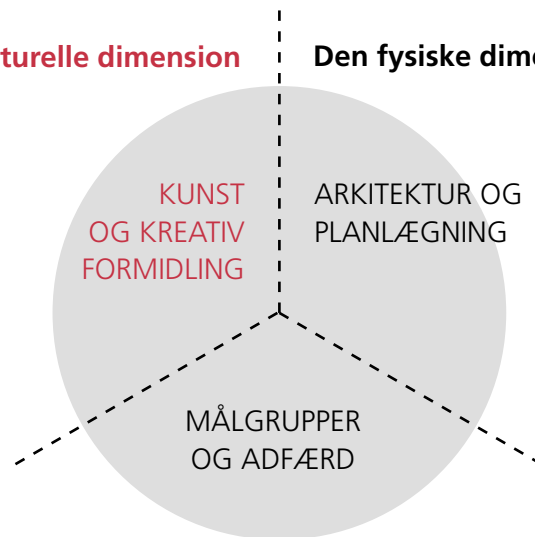 turelle dimension
Den fysiske dime
KUNST
OG KREATIV
FORMIDLING
ARKITEKTUR OG
PLANLÆGNING
MÅLGRUPPER
OG ADFÆRD